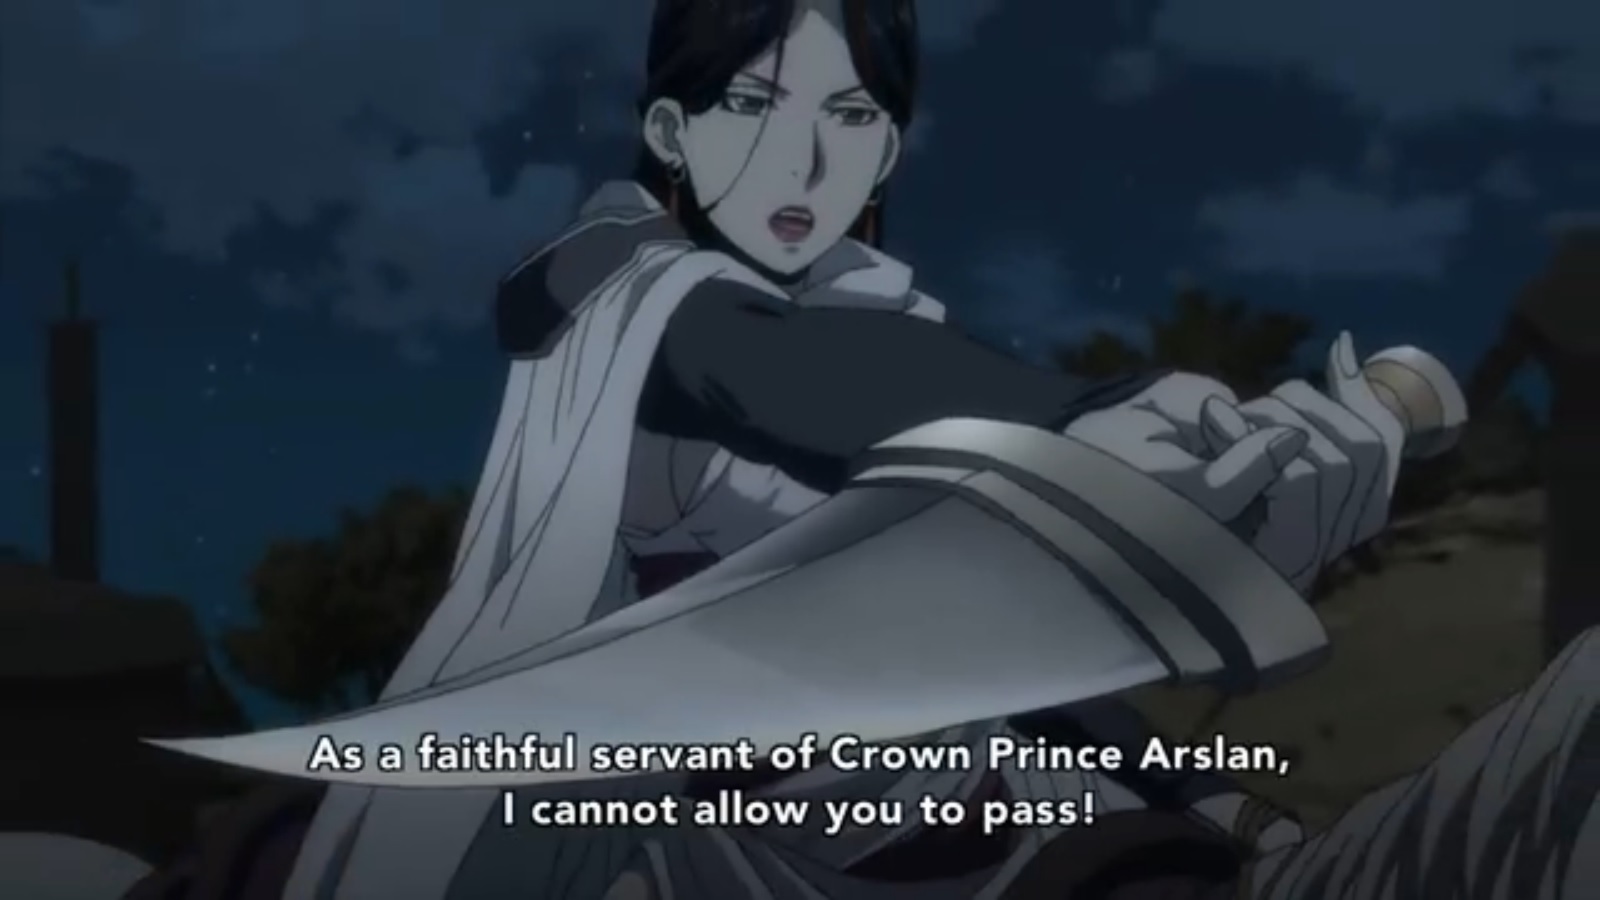 As a faithful servant of Crown Prince Arslan,
I cannot allow you to pass!